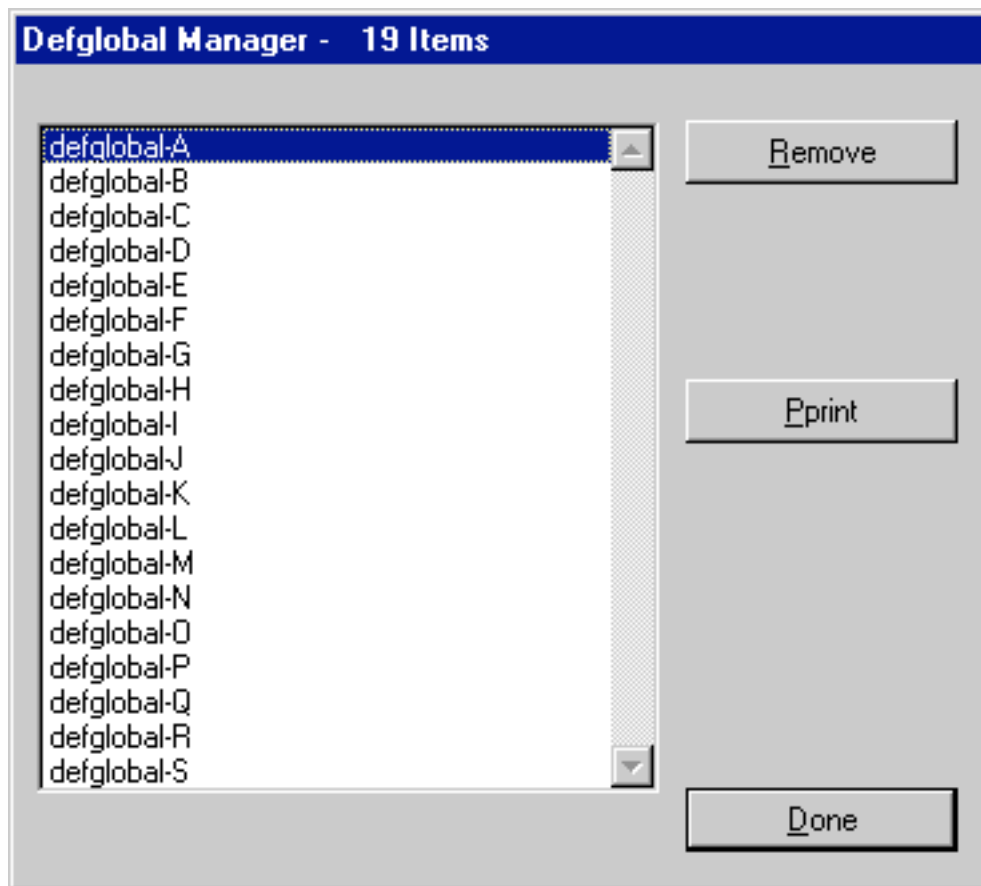 Defglobal Manager -   19 Items
defglobal-A
defglobal-B
defglobal-C
defglobal-D
defglobal-E
defglobal-F
defglobal-G
defglobal-H
defglobal-I
defglobal-J
defglobal-K
defglobal-L
defglobal-M
defglobal-N
defglobal-O
defglobal-P
defglobal-Q
defglobal-R
defglobal-S
Remove
Pprint
Done